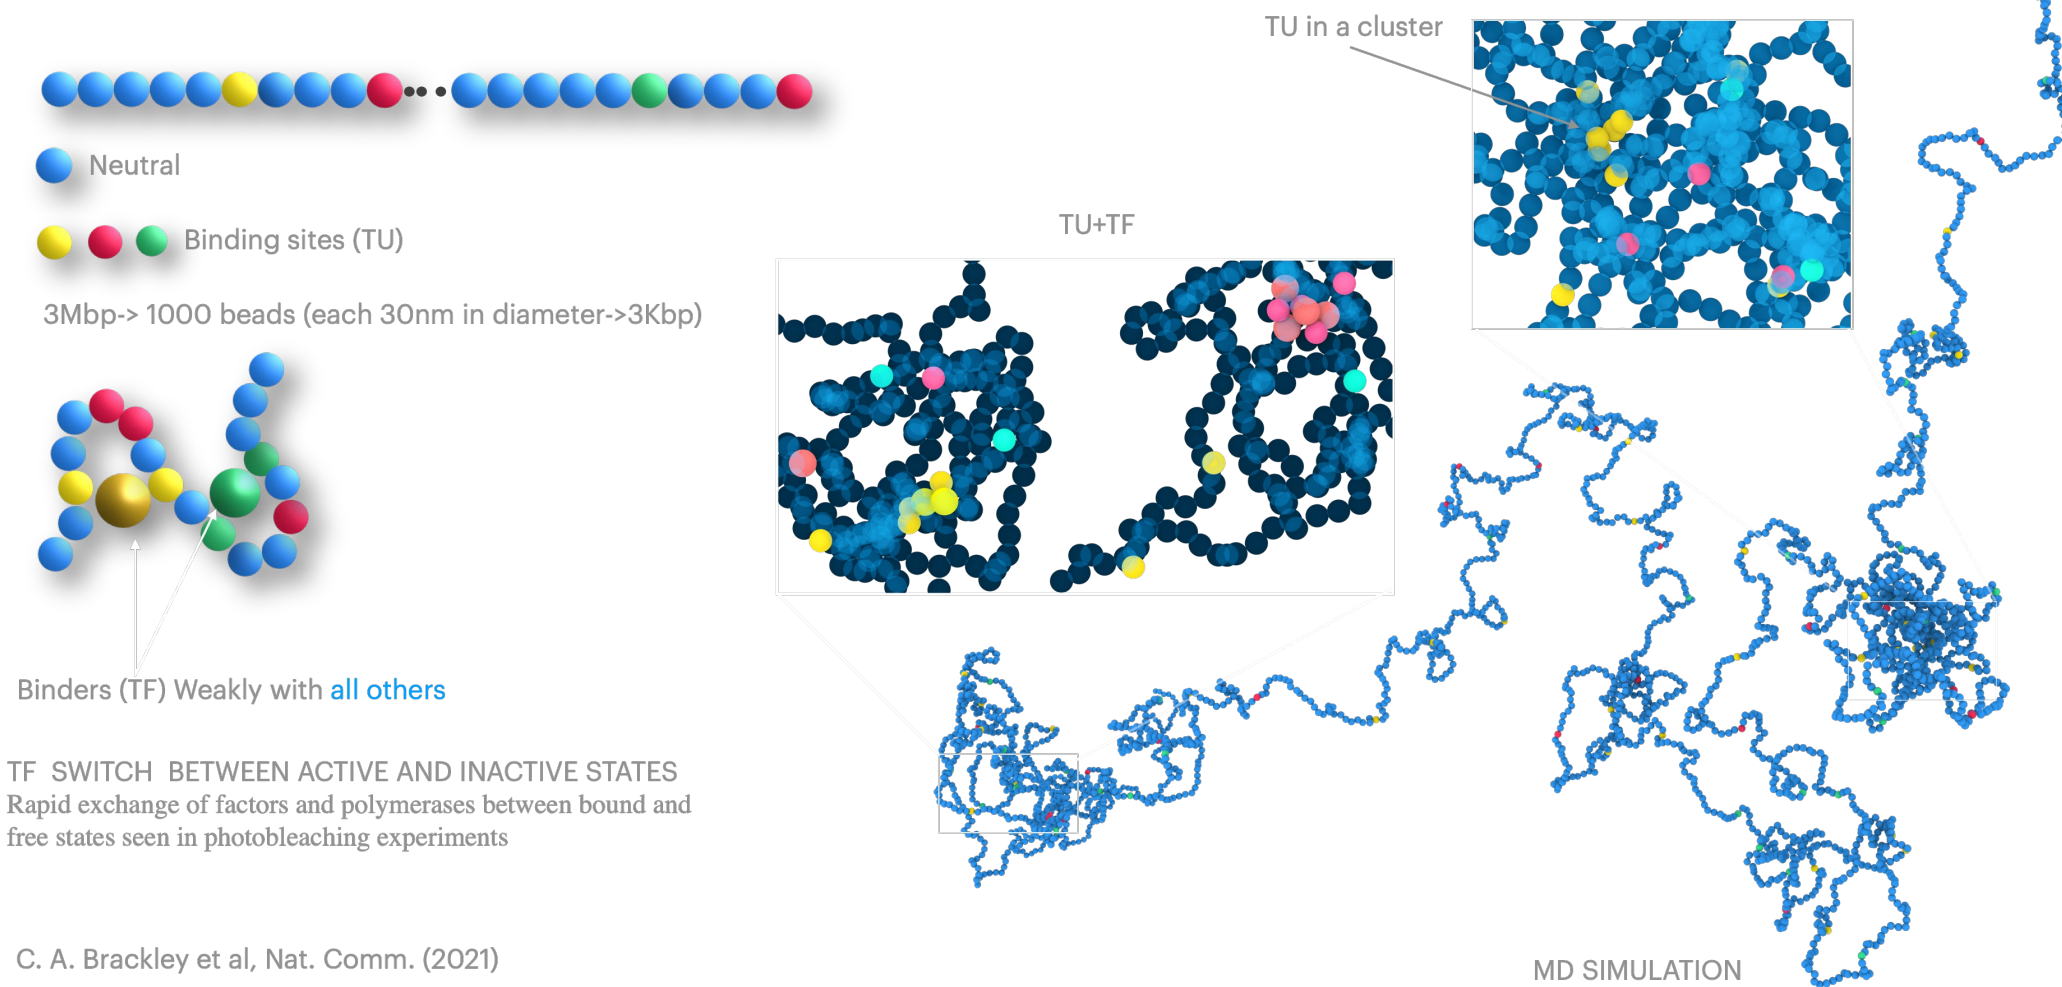 TU in a cluster
Neutral
TU+TF
Binding sites (TU)
3Mbp-> 1000 beads (each 30nm in diameter->3Kbp)
Binders (TF) Weakly with all others
TF SWITCH BETWEEN ACTIVE AND INACTIVE STATES
Rapid exchange of factors and polymerases between bound and
free states seen in photobleaching experiments
C. A. Brackley et al, Nat. Comm. (2021)
MD SIMULATION